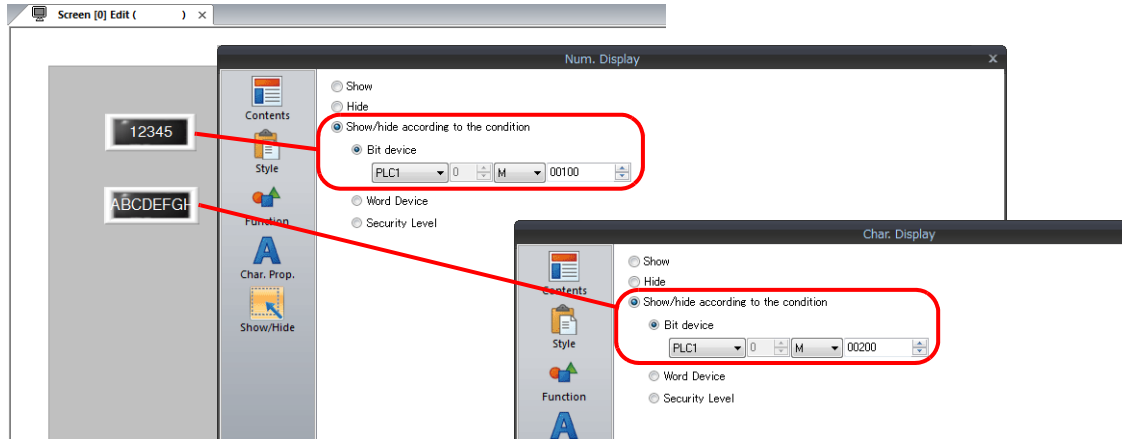 Screen [0] Edit ( ) ×
Num. Display x
Contents
Style
Function
Char. Prop.
Show/Hide
Show
Hide
Show/hide according to the condition
Bit device
PLC1 0 M 00100
Word Device
Security Level
12345
ABCDEFGH
Char. Display
Contents
Style
Function
Show
Hide
Show/hide according to the condition
Bit device
PLC1 0 M 00200
Word Device
Security Level